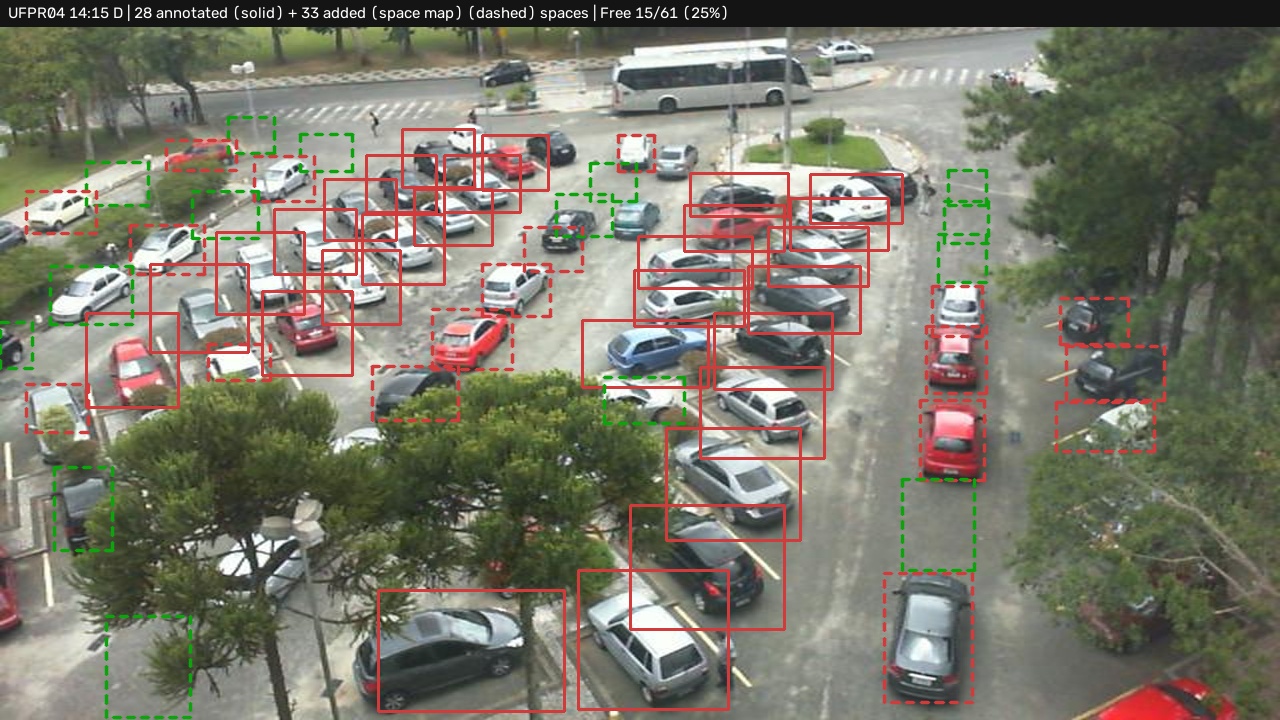 UFPR04 14:15 D | 28 annotated (solid) + 33 added (space map) (dashed) spaces | Free 15/61 (25%)